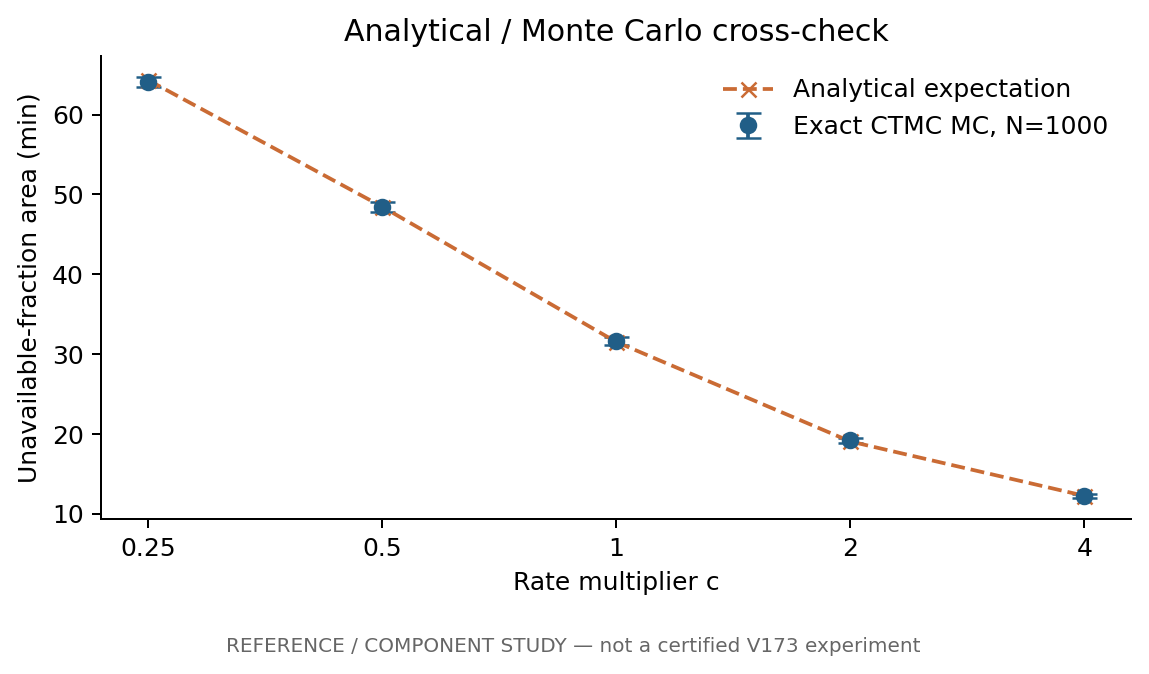 Analytical / Monte Carlo cross-check
Analytical expectation
Exact CTMC MC, N=1000
Unavailable-fraction area (min)
60
50
40
30
20
10
0.25 0.5 1 2 4
Rate multiplier c
REFERENCE / COMPONENT STUDY — not a certified V173 experiment